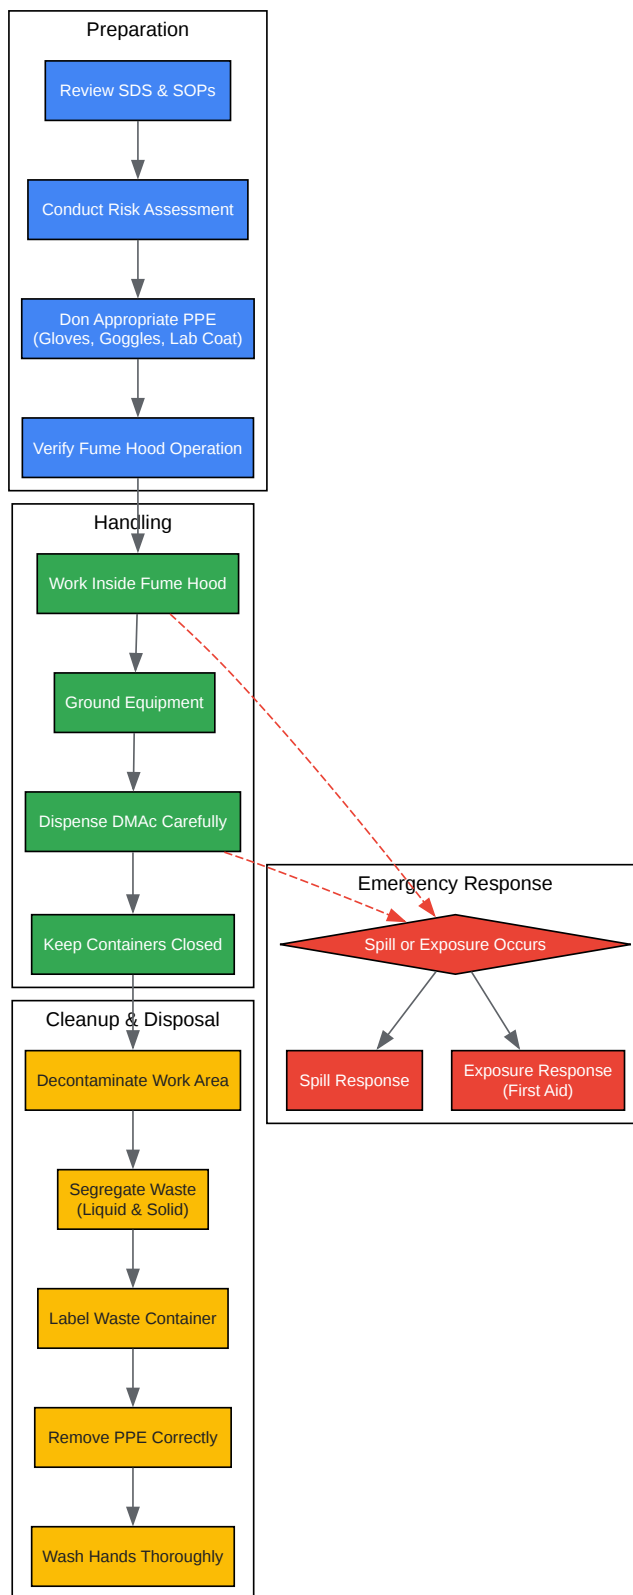 Preparation
Review SDS & SOPs
Conduct Risk Assessment
Don Appropriate PPE
(Gloves, Goggles, Lab Coat)
Verify Fume Hood Operation
Handling
Work Inside Fume Hood
Ground Equipment
Dispense DMAc Carefully
Keep Containers Closed
Emergency Response
Spill or Exposure Occurs
Spill Response
Exposure Response
(First Aid)
Cleanup & Disposal
Decontaminate Work Area
Segregate Waste
(Liquid & Solid)
Label Waste Container
Remove PPE Correctly
Wash Hands Thoroughly